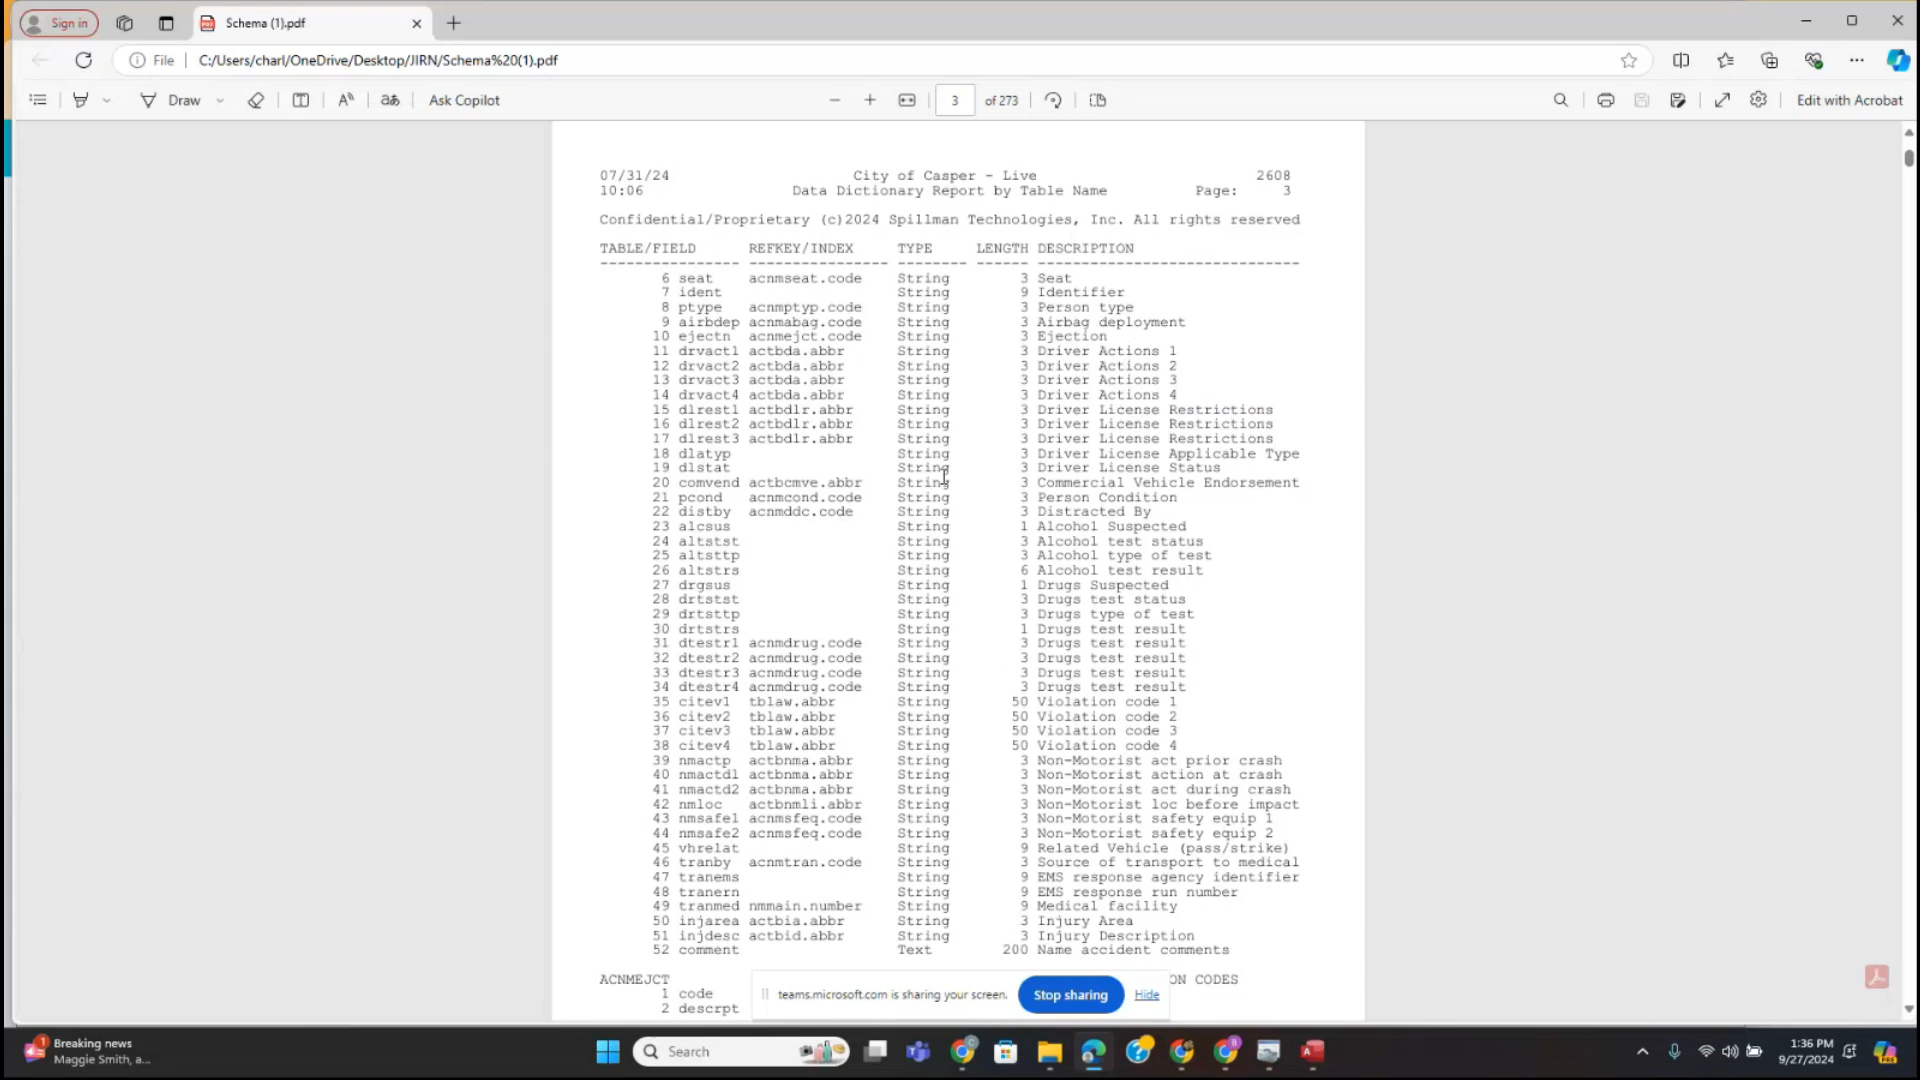 Sign in
Schema (1).pdf
File
C:/Users/charl/OneDrive/Desktop/JIRN/Schema%20(1).pdf
Draw
Ask Copilot
3
of 273
Edit with Acrobat
07/31/24 City of Casper - Live 2608
10:06 Data Dictionary Report by Table Name Page: 3
Confidential/Proprietary (c)2024 Spillman Technologies, Inc. All rights reserved
TABLE/FIELD REFKEY/INDEX TYPE LENGTH DESCRIPTION
6 seat acnmseat.code String 3 Seat
7 ident String 9 Identifier
8 ptype acnmptyp.code String 3 Person type
9 airbdep acnmabag.code String 3 Airbag deployment
10 ejectn acnmejct.code String 3 Ejection
11 drvact1 actbda.abbr String 3 Driver Actions 1
12 drvact2 actbda.abbr String 3 Driver Actions 2
13 drvact3 actbda.abbr String 3 Driver Actions 3
14 drvact4 actbda.abbr String 3 Driver Actions 4
15 dlrest1 actbdlr.abbr String 3 Driver License Restrictions
16 dlrest2 actbdlr.abbr String 3 Driver License Restrictions
17 dlrest3 actbdlr.abbr String 3 Driver License Restrictions
18 dlatyp String 3 Driver License Applicable Type
19 dlstat String 3 Driver License Status
20 comvend actbcmve.abbr String 3 Commercial Vehicle Endorsement
21 pcond acnmcond.code String 3 Person Condition
22 distby acnmddc.code String 3 Distracted By
23 alcsus String 1 Alcohol Suspected
24 altstst String 3 Alcohol test status
25 altsttp String 3 Alcohol type of test
26 altstrs String 6 Alcohol test result
27 drgsus String 1 Drugs Suspected
28 drtstst String 3 Drugs test status
29 drtsttp String 3 Drugs type of test
30 drtstrs String 1 Drugs test result
31 dtestr1 acnmdrug.code String 3 Drugs test result
32 dtestr2 acnmdrug.code String 3 Drugs test result
33 dtestr3 acnmdrug.code String 3 Drugs test result
34 dtestr4 acnmdrug.code String 3 Drugs test result
35 citev1 tblaw.abbr String 50 Violation code 1
36 citev2 tblaw.abbr String 50 Violation code 2
37 citev3 tblaw.abbr String 50 Violation code 3
38 citev4 tblaw.abbr String 50 Violation code 4
39 nmactp actbnma.abbr String 3 Non-Motorist act prior crash
40 nmactd1 actbnma.abbr String 3 Non-Motorist action at crash
41 nmactd2 actbnma.abbr String 3 Non-Motorist act during crash
42 nmloc actbnmli.abbr String 3 Non-Motorist loc before impact
43 nmsafe1 acnmsfeq.code String 3 Non-Motorist safety equip 1
44 nmsafe2 acnmsfeq.code String 3 Non-Motorist safety equip 2
45 vhrelat String 9 Related Vehicle (pass/strike)
46 tranby acnmtran.code String 3 Source of transport to medical
47 tranems String 9 EMS response agency identifier
48 tranern String 9 EMS response run number
49 tranmed nmmain.number String 9 Medical facility
50 injarea actbia.abbr String 3 Injury Area
51 injdesc actbid.abbr String 3 Injury Description
52 comment Text 200 Name accident comments
ACNMEJCT ON CODES
1 code
2 descrpt
teams.microsoft.com is sharing your screen.
Stop sharing
Hide
Breaking news
Maggie Smith, a...
Search
1:36 PM
9/27/2024